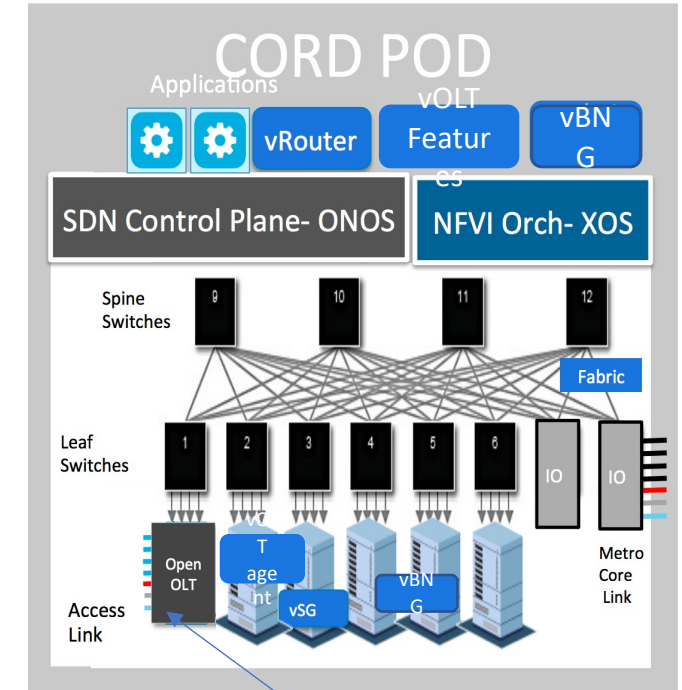 CORD POD
Applications
vRouter
vOLT
Featur
es
vBN
G
SDN Control Plane- ONOS
NFVI Orch- XOS
Spine
Switches
9
10
11
12
Fabric
Leaf
Switches
1
2
3
4
5
6
IO
IO
Open
OLT
T
age
nt
vSG
vBN
G
Metro
Core
Link
Access
Link